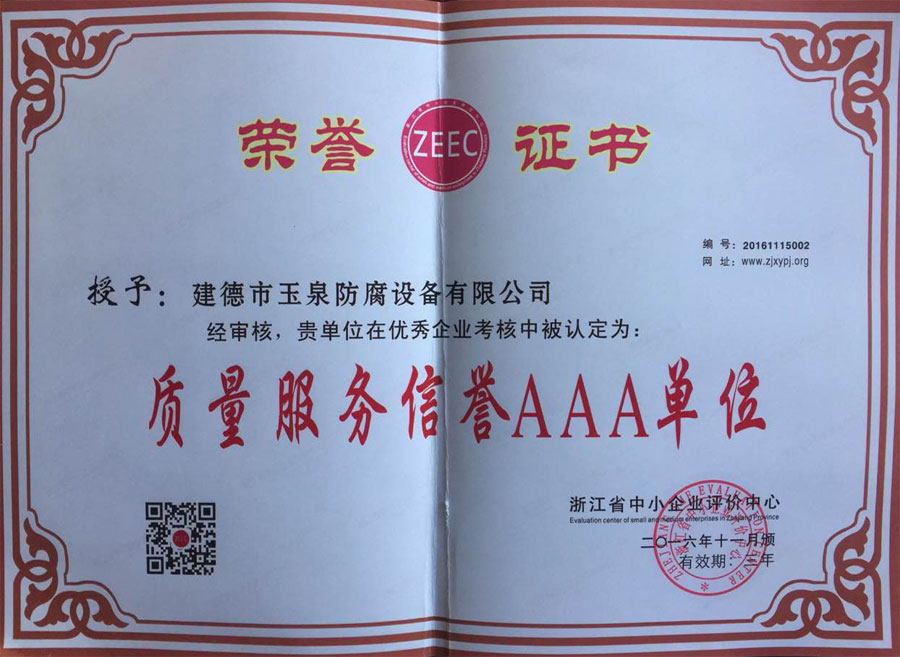 荣誉 ZEEC 证书
编 号：20161115002
网 址：www.zjxypj.org
授予：建德市玉泉防腐设备有限公司
经审核，贵单位在优秀企业考核中被认定为：
质量服务信誉AAA单位
浙江省中小企业评价中心
Evaluation center of small and medium enterprises in Zhejiang Province
二〇一六年十一月颁
有效期：三年